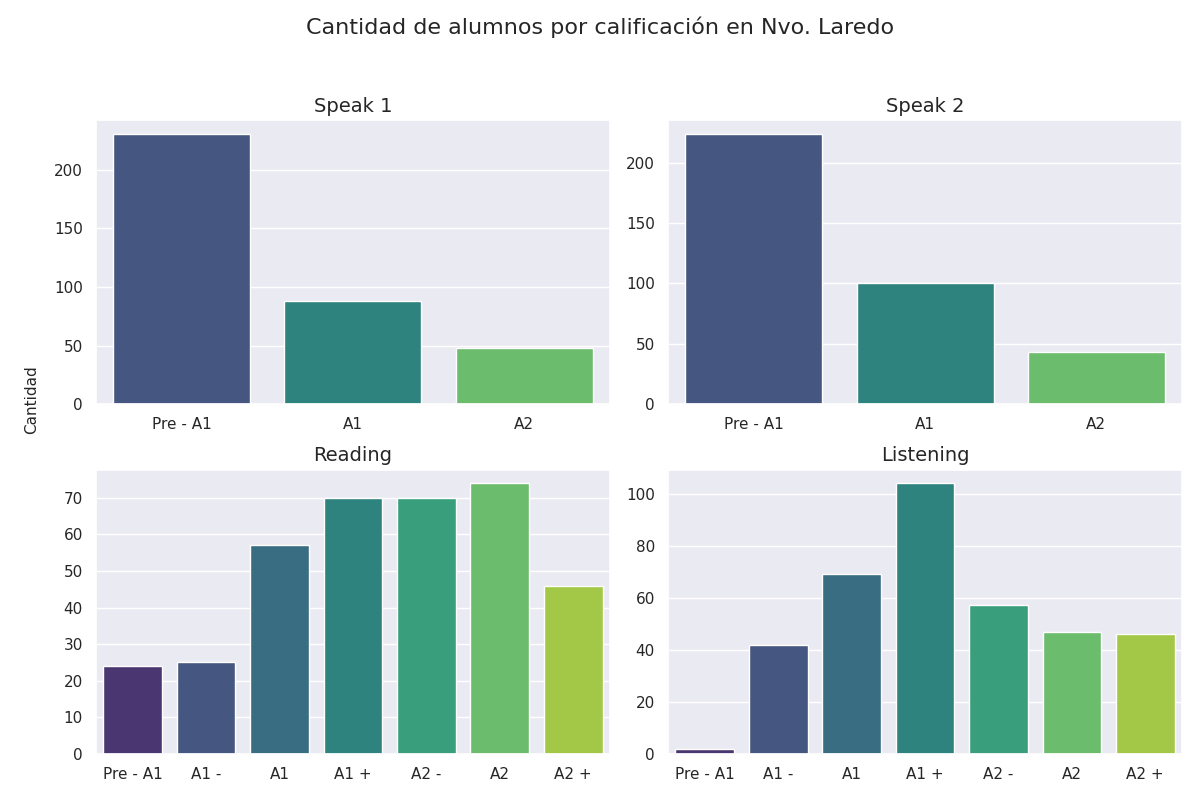 Cantidad de alumnos por calificación en Nvo. Laredo
Speak 1
200
150
100
50
0
Pre - A1 A1 A2
Speak 2
200
150
100
50
0
Pre - A1 A1 A2
Cantidad
Reading
70
60
50
40
30
20
10
0
Pre - A1 A1 - A1 A1 + A2 - A2 A2 +
Listening
100
80
60
40
20
0
Pre - A1 A1 - A1 A1 + A2 - A2 A2 +